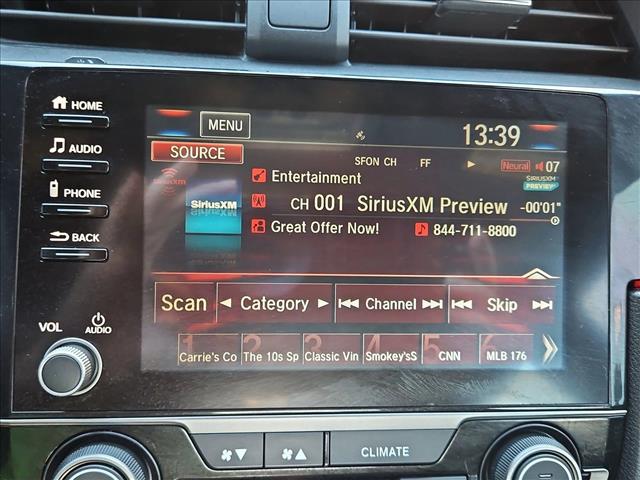 HOME
AUDIO
PHONE
BACK
VOL
AUDIO
MENU
13:39
SOURCE
SFON CH FF
Neural 07
SIRIUSXM
PREVIEW
SiriusXM
SiriusXM
Entertainment
CH 001 SiriusXM Preview -00'01"
Great Offer Now! 844-711-8800
Scan
Category
Channel
Skip
1 Carrie's Co
2 The 10s Sp
3 Classic Vin
4 Smokey'sS
5 CNN
6 MLB 176
CLIMATE